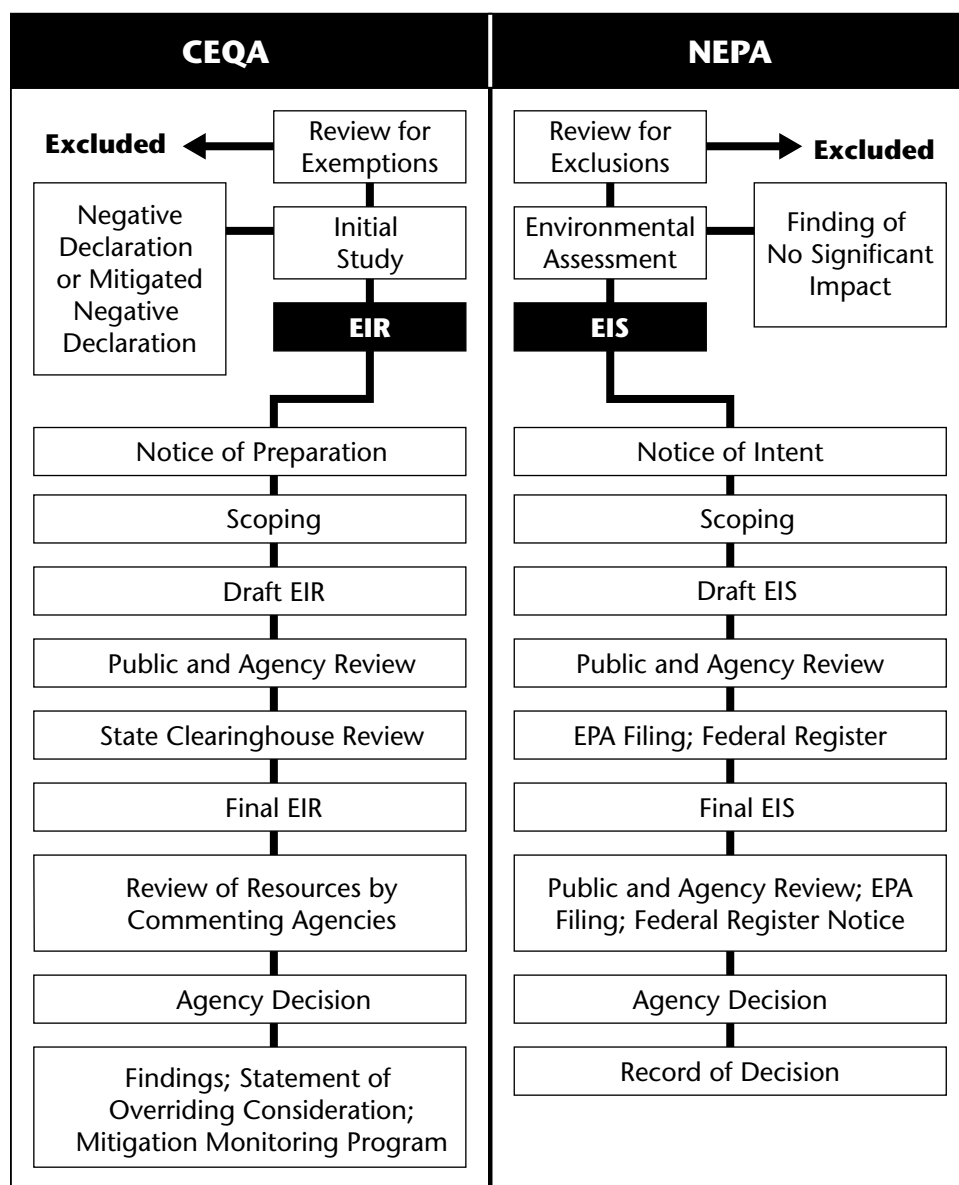 CEQA
Excluded
Review for
Exemptions
Negative
Declaration
or Mitigated
Negative
Declaration
Initial
Study
EIR
Notice of Preparation
Scoping
Draft EIR
Public and Agency Review
State Clearinghouse Review
Final EIR
Review of Resources by
Commenting Agencies
Agency Decision
Findings; Statement of
Overriding Consideration;
Mitigation Monitoring Program
NEPA
Review for
Exclusions
Excluded
Environmental
Assessment
Finding of
No Significant
Impact
EIS
Notice of Intent
Scoping
Draft EIS
Public and Agency Review
EPA Filing; Federal Register
Final EIS
Public and Agency Review; EPA
Filing; Federal Register Notice
Agency Decision
Record of Decision